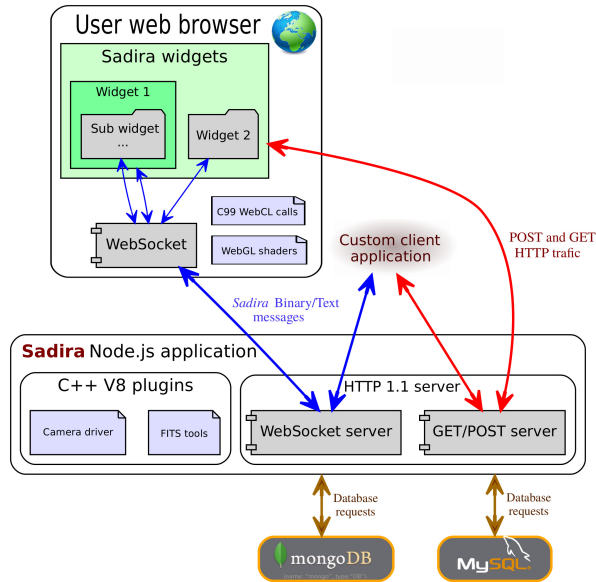 User web browser
Sadira widgets
Widget 1
Sub widget
...
Widget 2
WebSocket
C99 WebCL calls
WebGL shaders
Custom client
application
POST and GET
HTTP trafic
Sadira Binary/Text
messages
Sadira Node.js application
C++ V8 plugins
Camera driver
FITS tools
HTTP 1.1 server
WebSocket server
GET/POST server
Database
requests
Database
requests
mongoDB
MySQL